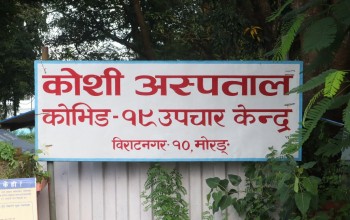 कोशी अस्पताल
कोभिड - १९ उपचार केन्द्र
विराटनगर-१०, मोरङ्ग